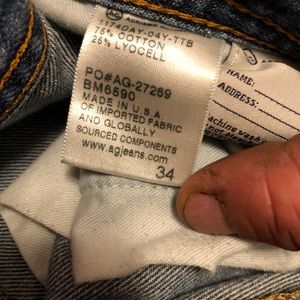 75% COTTON
25% LYOCELL
PO#AG-27269
BM6590
MADE IN U.S.A.
OF IMPORTED FABRIC
AND GLOBALLY
SOURCED COMPONENTS
www.agjeans.com
34
NAME:
ADDRESS: